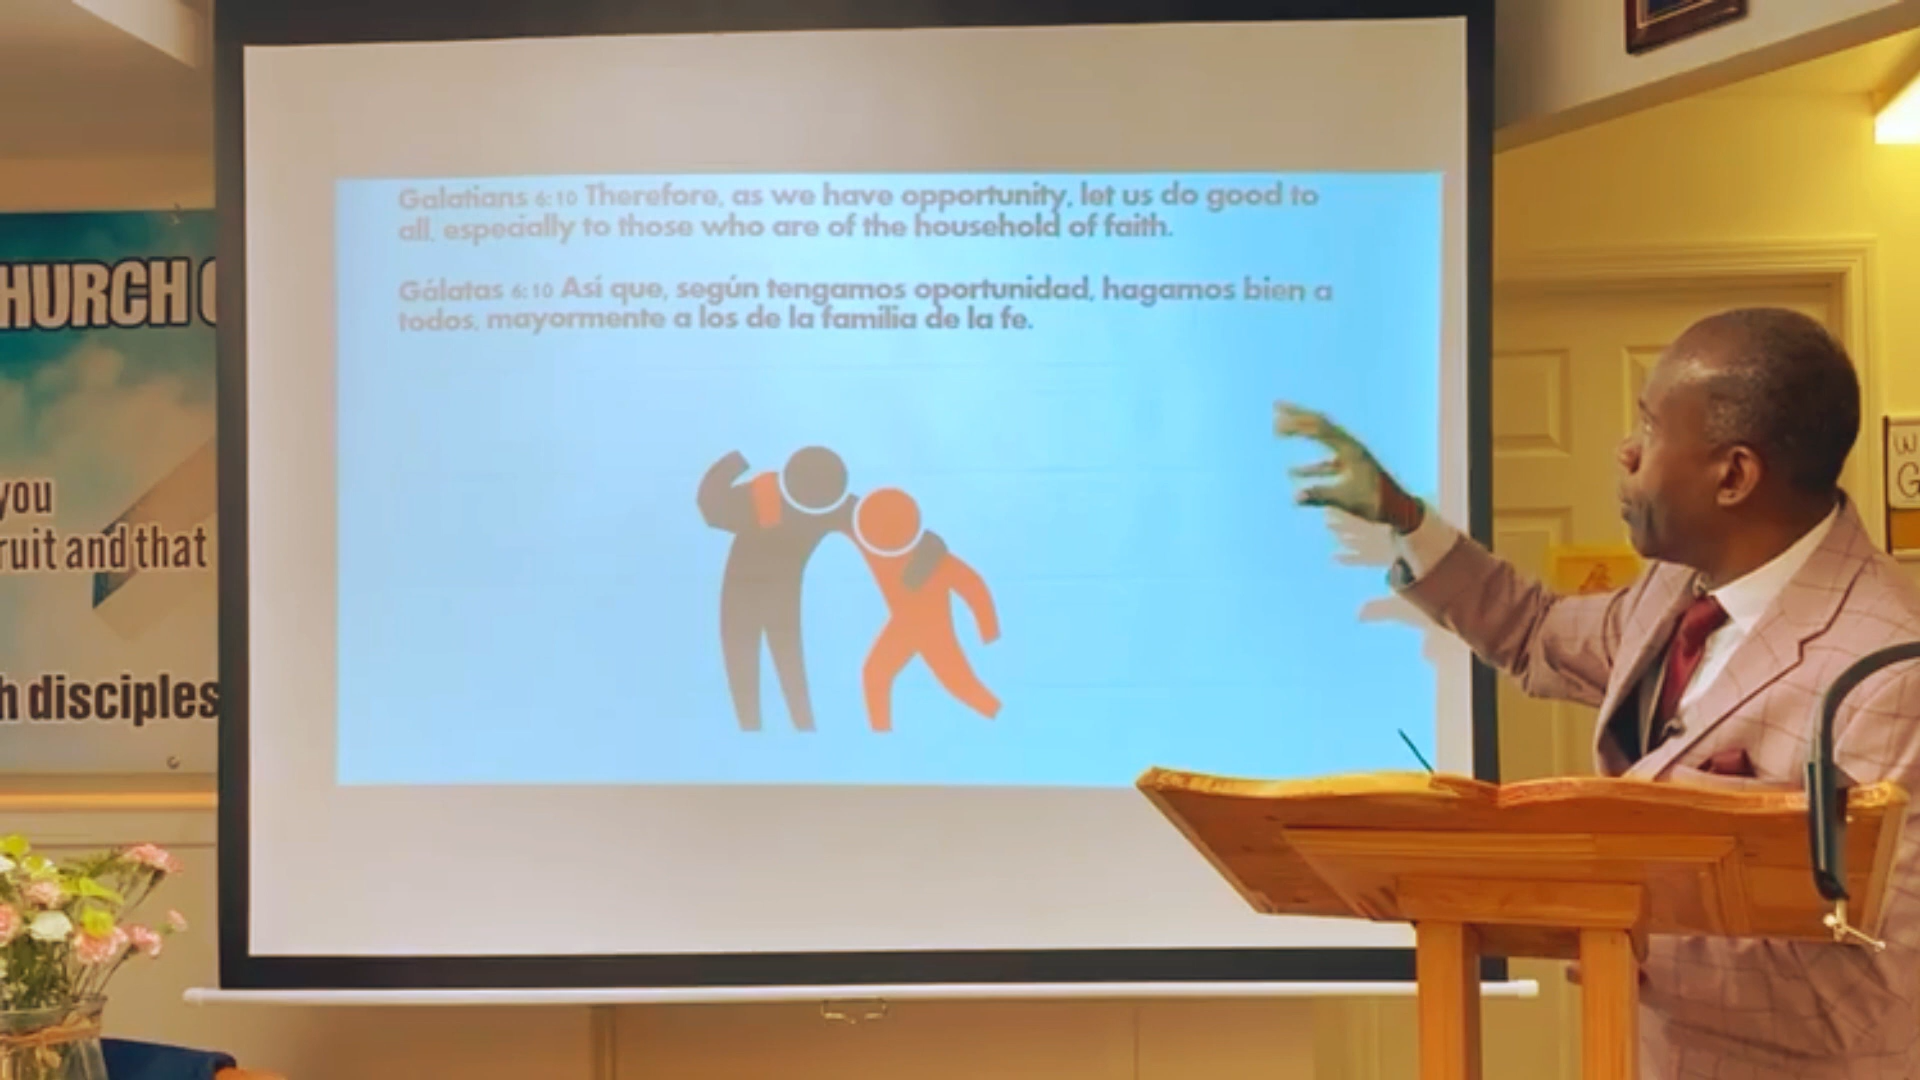 HURCH
Galatians 6:10 Therefore, as we have opportunity, let us do good to
all, especially to those who are of the household of faith.
Gálatas 6:10 Así que, según tengamos oportunidad, hagamos bien a
todos, mayormente a los de la familia de la fe.
you
ruit and that
h disciples
W
G